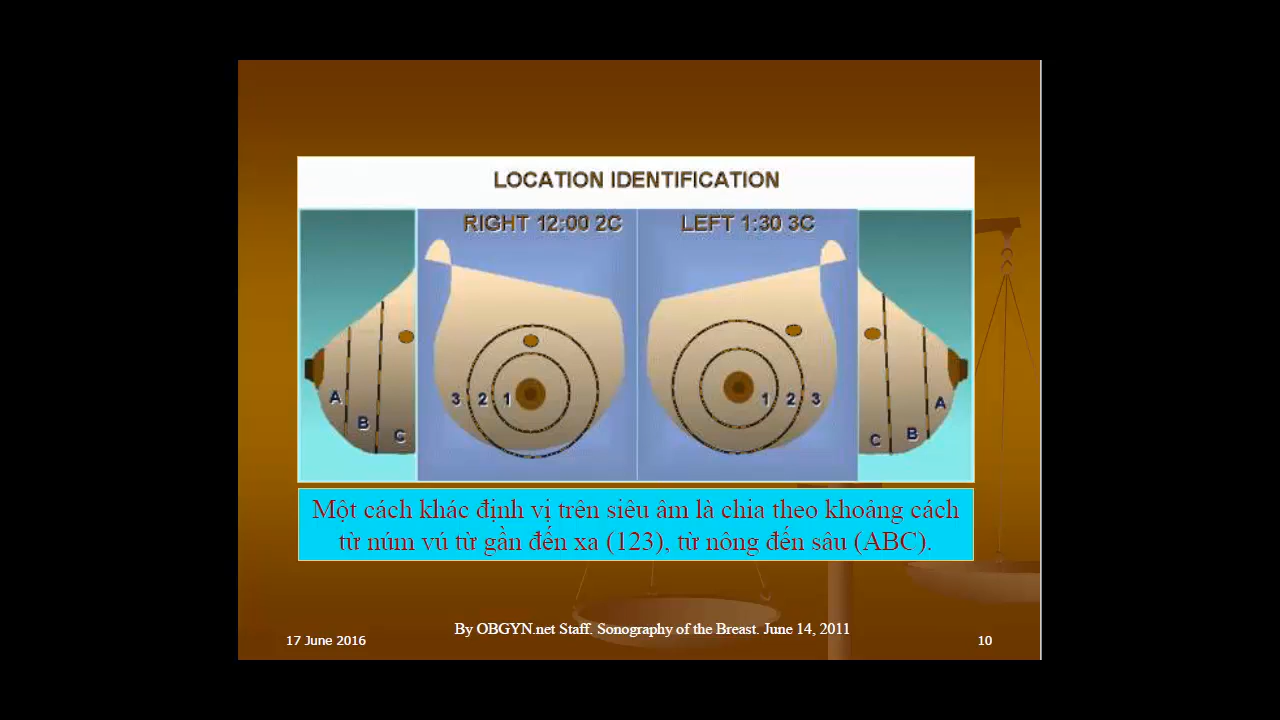 LOCATION IDENTIFICATION
RIGHT 12:00 2C
LEFT 1:30 3C
A
B
C
3 2 1
1 2 3
C
B
A
Một cách khác định vị trên siêu âm là chia theo khoảng cách
từ núm vú từ gần đến xa (123), từ nông đến sâu (ABC).
By OBGYN.net Staff. Sonography of the Breast. June 14, 2011
17 June 2016
10